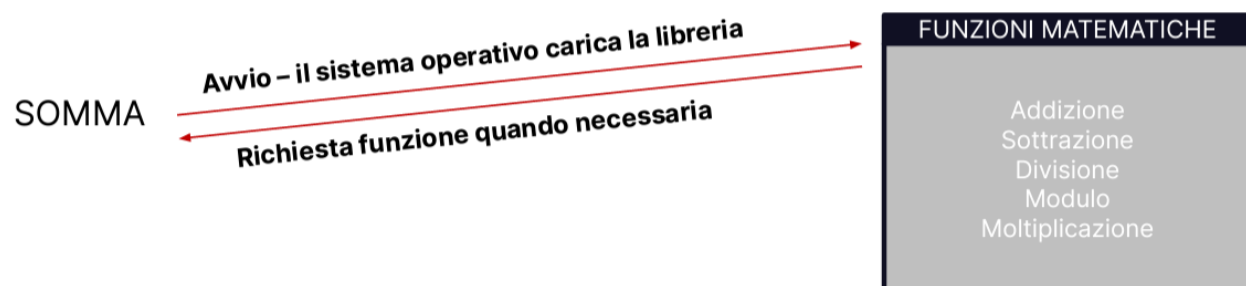 FUNZIONI MATEMATICHE
Avvio – il sistema operativo carica la libreria
SOMMA
Richiesta funzione quando necessaria
Addizione
Sottrazione
Divisione
Modulo
Moltiplicazione